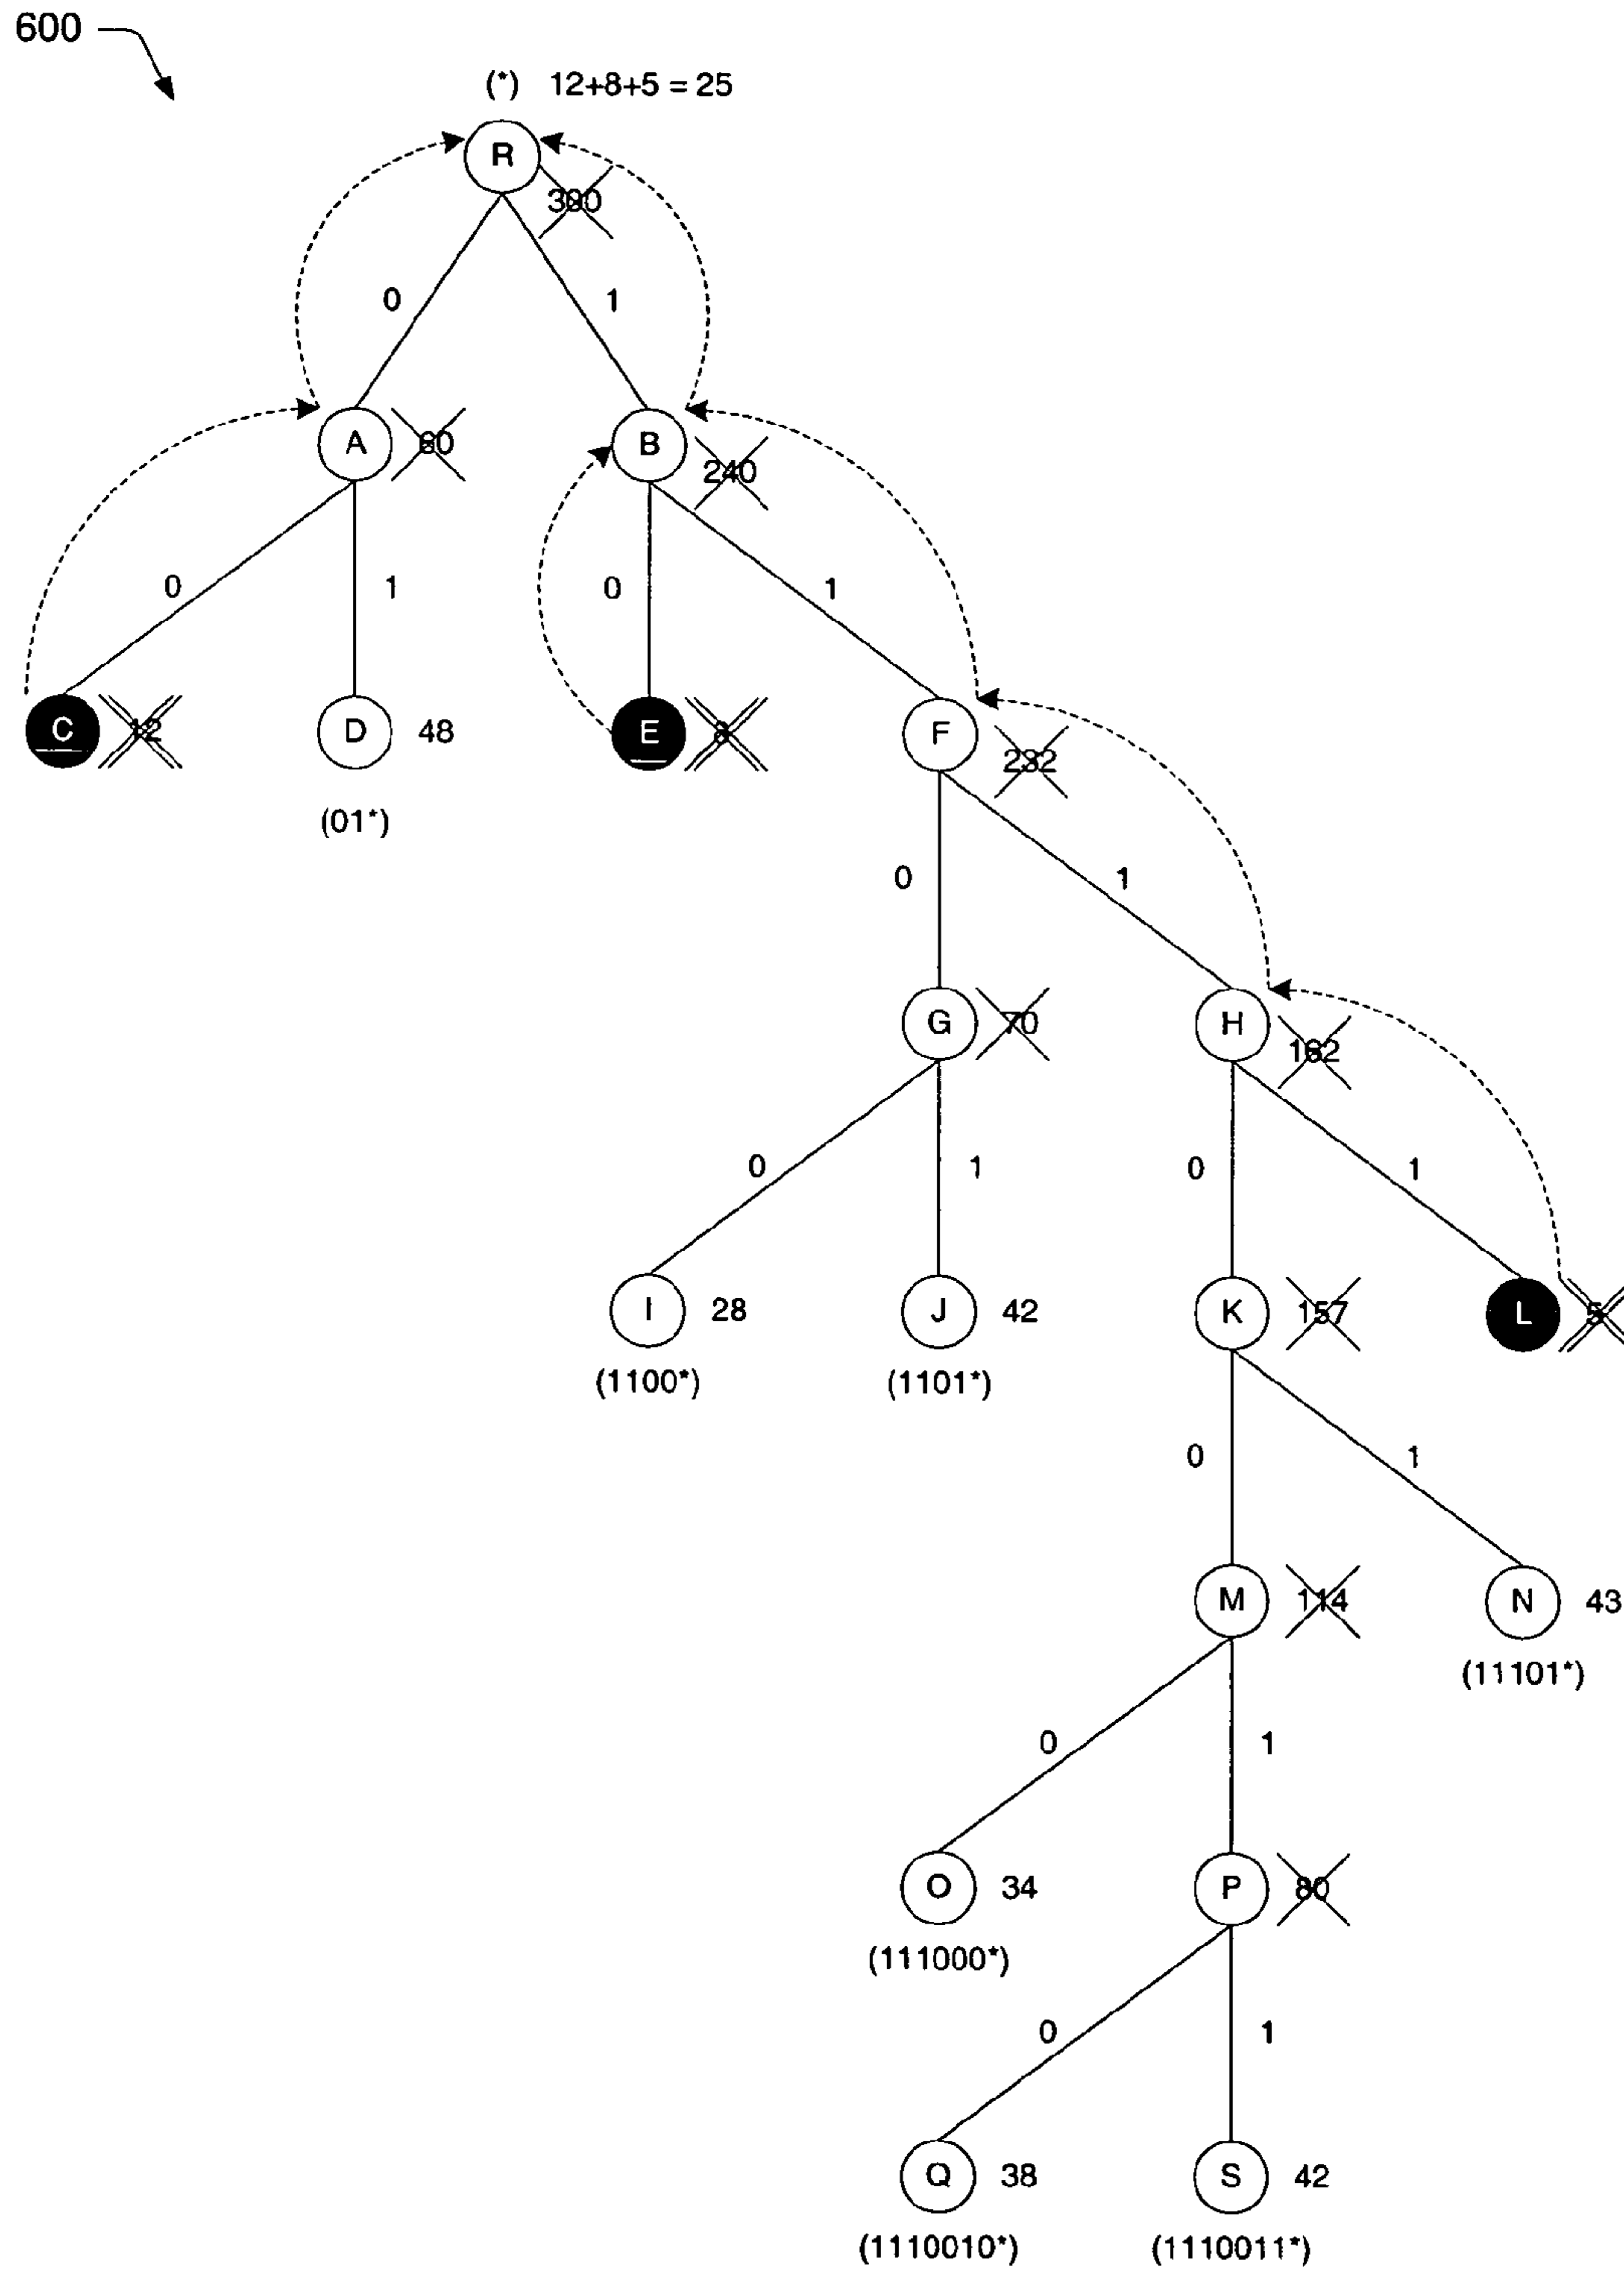 600
(*) 12+8+5 = 25
R
300
0 1
A 60 B 240
0 1 0 1
C 12 D 48 E 8 F 232
(01*)
0 1
G 70 H 162
0 1 0 1
I 28 J 42 K 157 L 5
(1100*) (1101*)
0 1
M 114 N 43
(11101*)
0 1
O 34 P 80
(111000*)
0 1
Q 38 S 42
(1110010*) (1110011*)